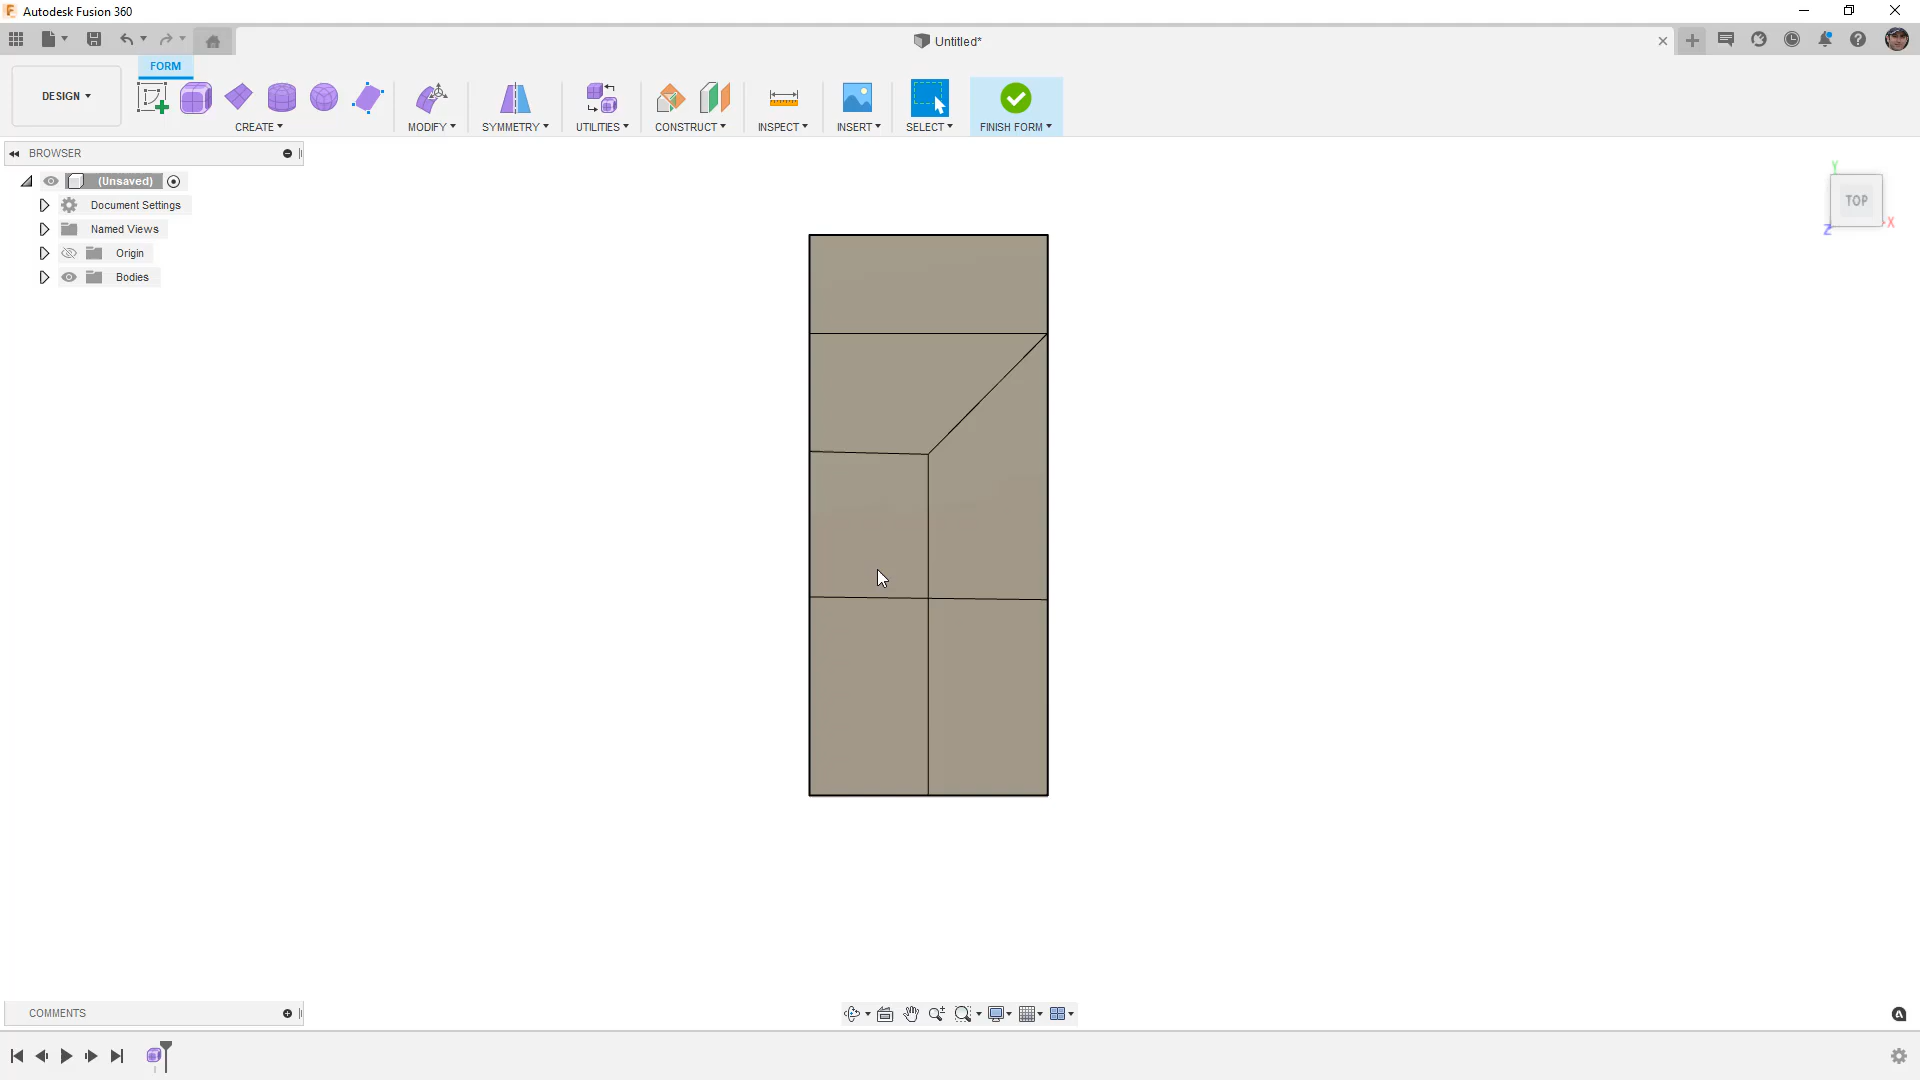 Autodesk Fusion 360
Untitled*
FORM
DESIGN
CREATE
MODIFY
SYMMETRY
UTILITIES
CONSTRUCT
INSPECT
INSERT
SELECT
FINISH FORM
BROWSER
(Unsaved)
Document Settings
Named Views
Origin
Bodies
Y
TOP
X
Z
COMMENTS